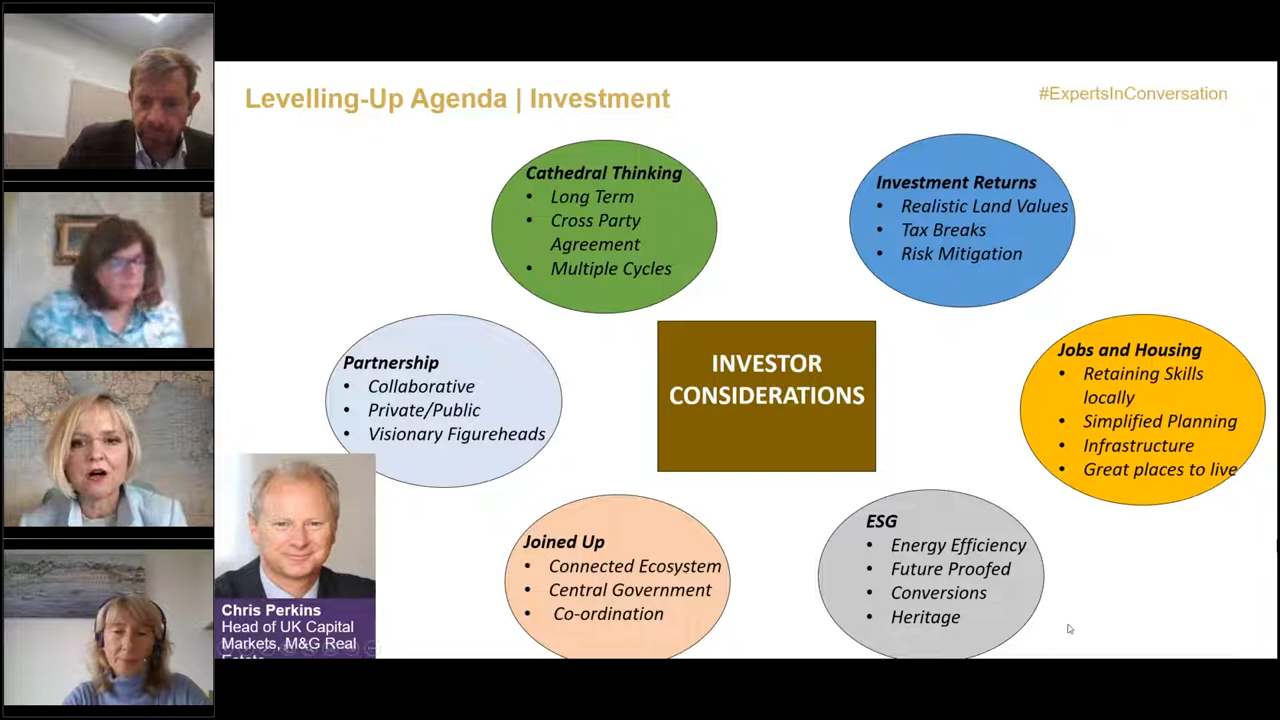 Levelling-Up Agenda | Investment
#ExpertsInConversation
Cathedral Thinking
• Long Term
• Cross Party
Agreement
• Multiple Cycles
Investment Returns
• Realistic Land Values
• Tax Breaks
• Risk Mitigation
Partnership
• Collaborative
• Private/Public
• Visionary Figureheads
INVESTOR
CONSIDERATIONS
Jobs and Housing
• Retaining Skills
locally
• Simplified Planning
• Infrastructure
• Great places to live
Joined Up
• Connected Ecosystem
• Central Government
• Co-ordination
ESG
• Energy Efficiency
• Future Proofed
• Conversions
• Heritage
Chris Perkins
Head of UK Capital
Markets, M&G Real
Estate